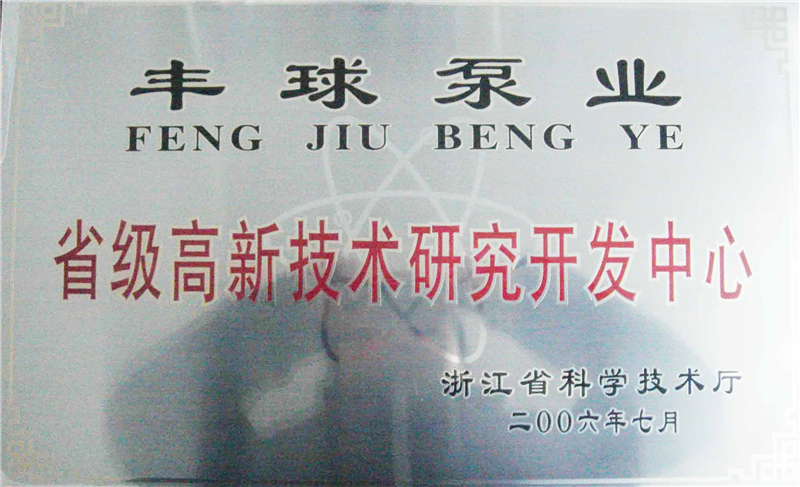 丰球泵业
FENG JIU BENG YE
省级高新技术研究开发中心
浙江省科学技术厅
二00六年七月